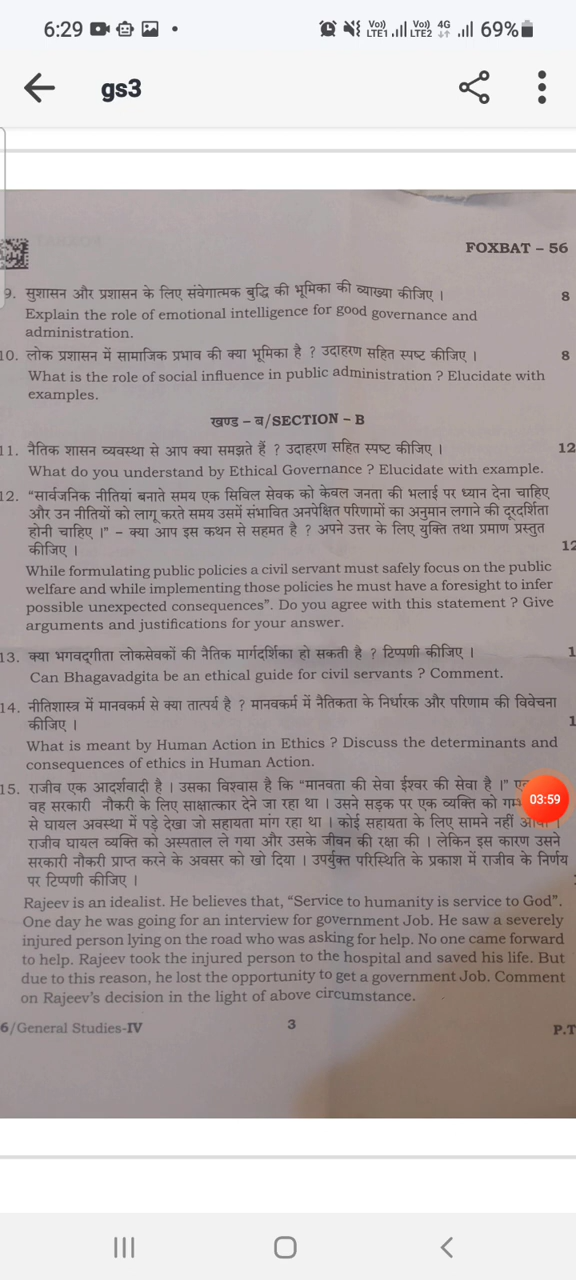 6:29
Vo)) LTE1 Vo)) LTE2 4G 69%
gs3
FOXBAT – 56
9. सुशासन और प्रशासन के लिए संवेगात्मक बुद्धि की भूमिका की व्याख्या कीजिए । 8
Explain the role of emotional intelligence for good governance and
administration.
10. लोक प्रशासन में सामाजिक प्रभाव की क्या भूमिका है ? उदाहरण सहित स्पष्ट कीजिए । 8
What is the role of social influence in public administration ? Elucidate with
examples.
खण्ड – ब/SECTION – B
11. नैतिक शासन व्यवस्था से आप क्या समझते हैं ? उदाहरण सहित स्पष्ट कीजिए । 12
What do you understand by Ethical Governance ? Elucidate with example.
12. “सार्वजनिक नीतियां बनाते समय एक सिविल सेवक को केवल जनता की भलाई पर ध्यान देना चाहिए
और उन नीतियों को लागू करते समय उसमें संभावित अनपेक्षित परिणामों का अनुमान लगाने की दूरदर्शिता
होनी चाहिए ।” – क्या आप इस कथन से सहमत है ? अपने उत्तर के लिए युक्ति तथा प्रमाण प्रस्तुत
कीजिए । 12
While formulating public policies a civil servant must safely focus on the public
welfare and while implementing those policies he must have a foresight to infer
possible unexpected consequences”. Do you agree with this statement ? Give
arguments and justifications for your answer.
13. क्या भगवद्गीता लोकसेवकों की नैतिक मार्गदर्शिका हो सकती है ? टिप्पणी कीजिए । 1
Can Bhagavadgita be an ethical guide for civil servants ? Comment.
14. नीतिशास्त्र में मानवकर्म से क्या तात्पर्य है ? मानवकर्म में नैतिकता के निर्धारक और परिणाम की विवेचना
कीजिए । 1
What is meant by Human Action in Ethics ? Discuss the determinants and
consequences of ethics in Human Action.
15. राजीव एक आदर्शवादी है । उसका विश्वास है कि “मानवता की सेवा ईश्वर की सेवा है ।”
वह सरकारी नौकरी के लिए साक्षात्कार देने जा रहा था । उसने सड़क पर एक व्यक्ति को
03:59
से घायल अवस्था में पड़े देखा जो सहायता मांग रहा था । कोई सहायता के लिए सामने नहीं
राजीव घायल व्यक्ति को अस्पताल ले गया और उसके जीवन की रक्षा की । लेकिन इस कारण उसने
सरकारी नौकरी प्राप्त करने के अवसर को खो दिया । उपर्युक्त परिस्थिति के प्रकाश में राजीव के निर्णय
पर टिप्पणी कीजिए ।
Rajeev is an idealist. He believes that, “Service to humanity is service to God”.
One day he was going for an interview for government Job. He saw a severely
injured person lying on the road who was asking for help. No one came forward
to help. Rajeev took the injured person to the hospital and saved his life. But
due to this reason, he lost the opportunity to get a government Job. Comment
on Rajeev’s decision in the light of above circumstance.
6/General Studies-IV 3 P.T